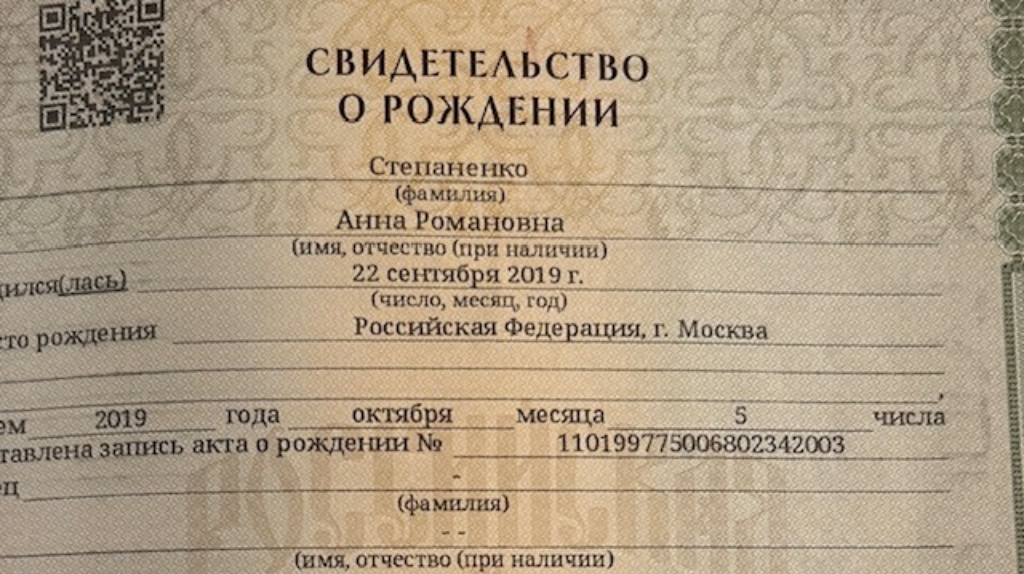 СВИДЕТЕЛЬСТВО
О РОЖДЕНИИ
Степаненко
(фамилия)
Анна Романовна
(имя, отчество (при наличии)
дился(лась) 22 сентября 2019 г.
(число, месяц, год)
сто рождения Российская Федерация, г. Москва
,
ем 2019 года октября месяца 5 числа
тавлена запись акта о рождении № 110199775006802342003
ец -
(фамилия)
- -
(имя, отчество (при наличии)